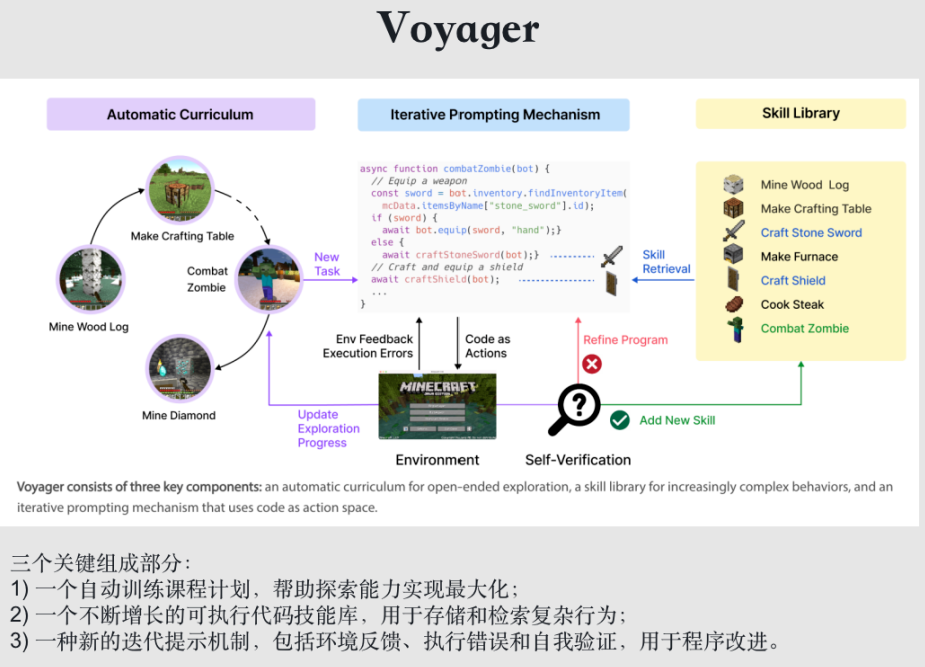 Voyager
Automatic Curriculum
Iterative Prompting Mechanism
Skill Library
Make Crafting Table
Combat
Zombie
Mine Wood Log
Mine Diamond
New
Task
async function combatZombie(bot) {
// Equip a weapon
const sword = bot.inventory.findInventoryItem(
mcData.itemsByName["stone_sword"].id);
if (sword) {
await bot.equip(sword, "hand");}
else {
await craftStoneSword(bot);}
// Craft and equip a shield
await craftShield(bot);
...
}
Skill
Retrieval
Mine Wood Log
Make Crafting Table
Craft Stone Sword
Make Furnace
Craft Shield
Cook Steak
Combat Zombie
Env Feedback
Execution Errors
Code as
Actions
Refine Program
MINECRAFT
Update
Exploration
Progress
?
Add New Skill
Environment
Self-Verification
Voyager consists of three key components: an automatic curriculum for open-ended exploration, a skill library for increasingly complex behaviors, and an
iterative prompting mechanism that uses code as action space.
三个关键组成部分：
1) 一个自动训练课程计划，帮助探索能力实现最大化；
2) 一个不断增长的可执行代码技能库，用于存储和检索复杂行为；
3) 一种新的迭代提示机制，包括环境反馈、执行错误和自我验证，用于程序改进。